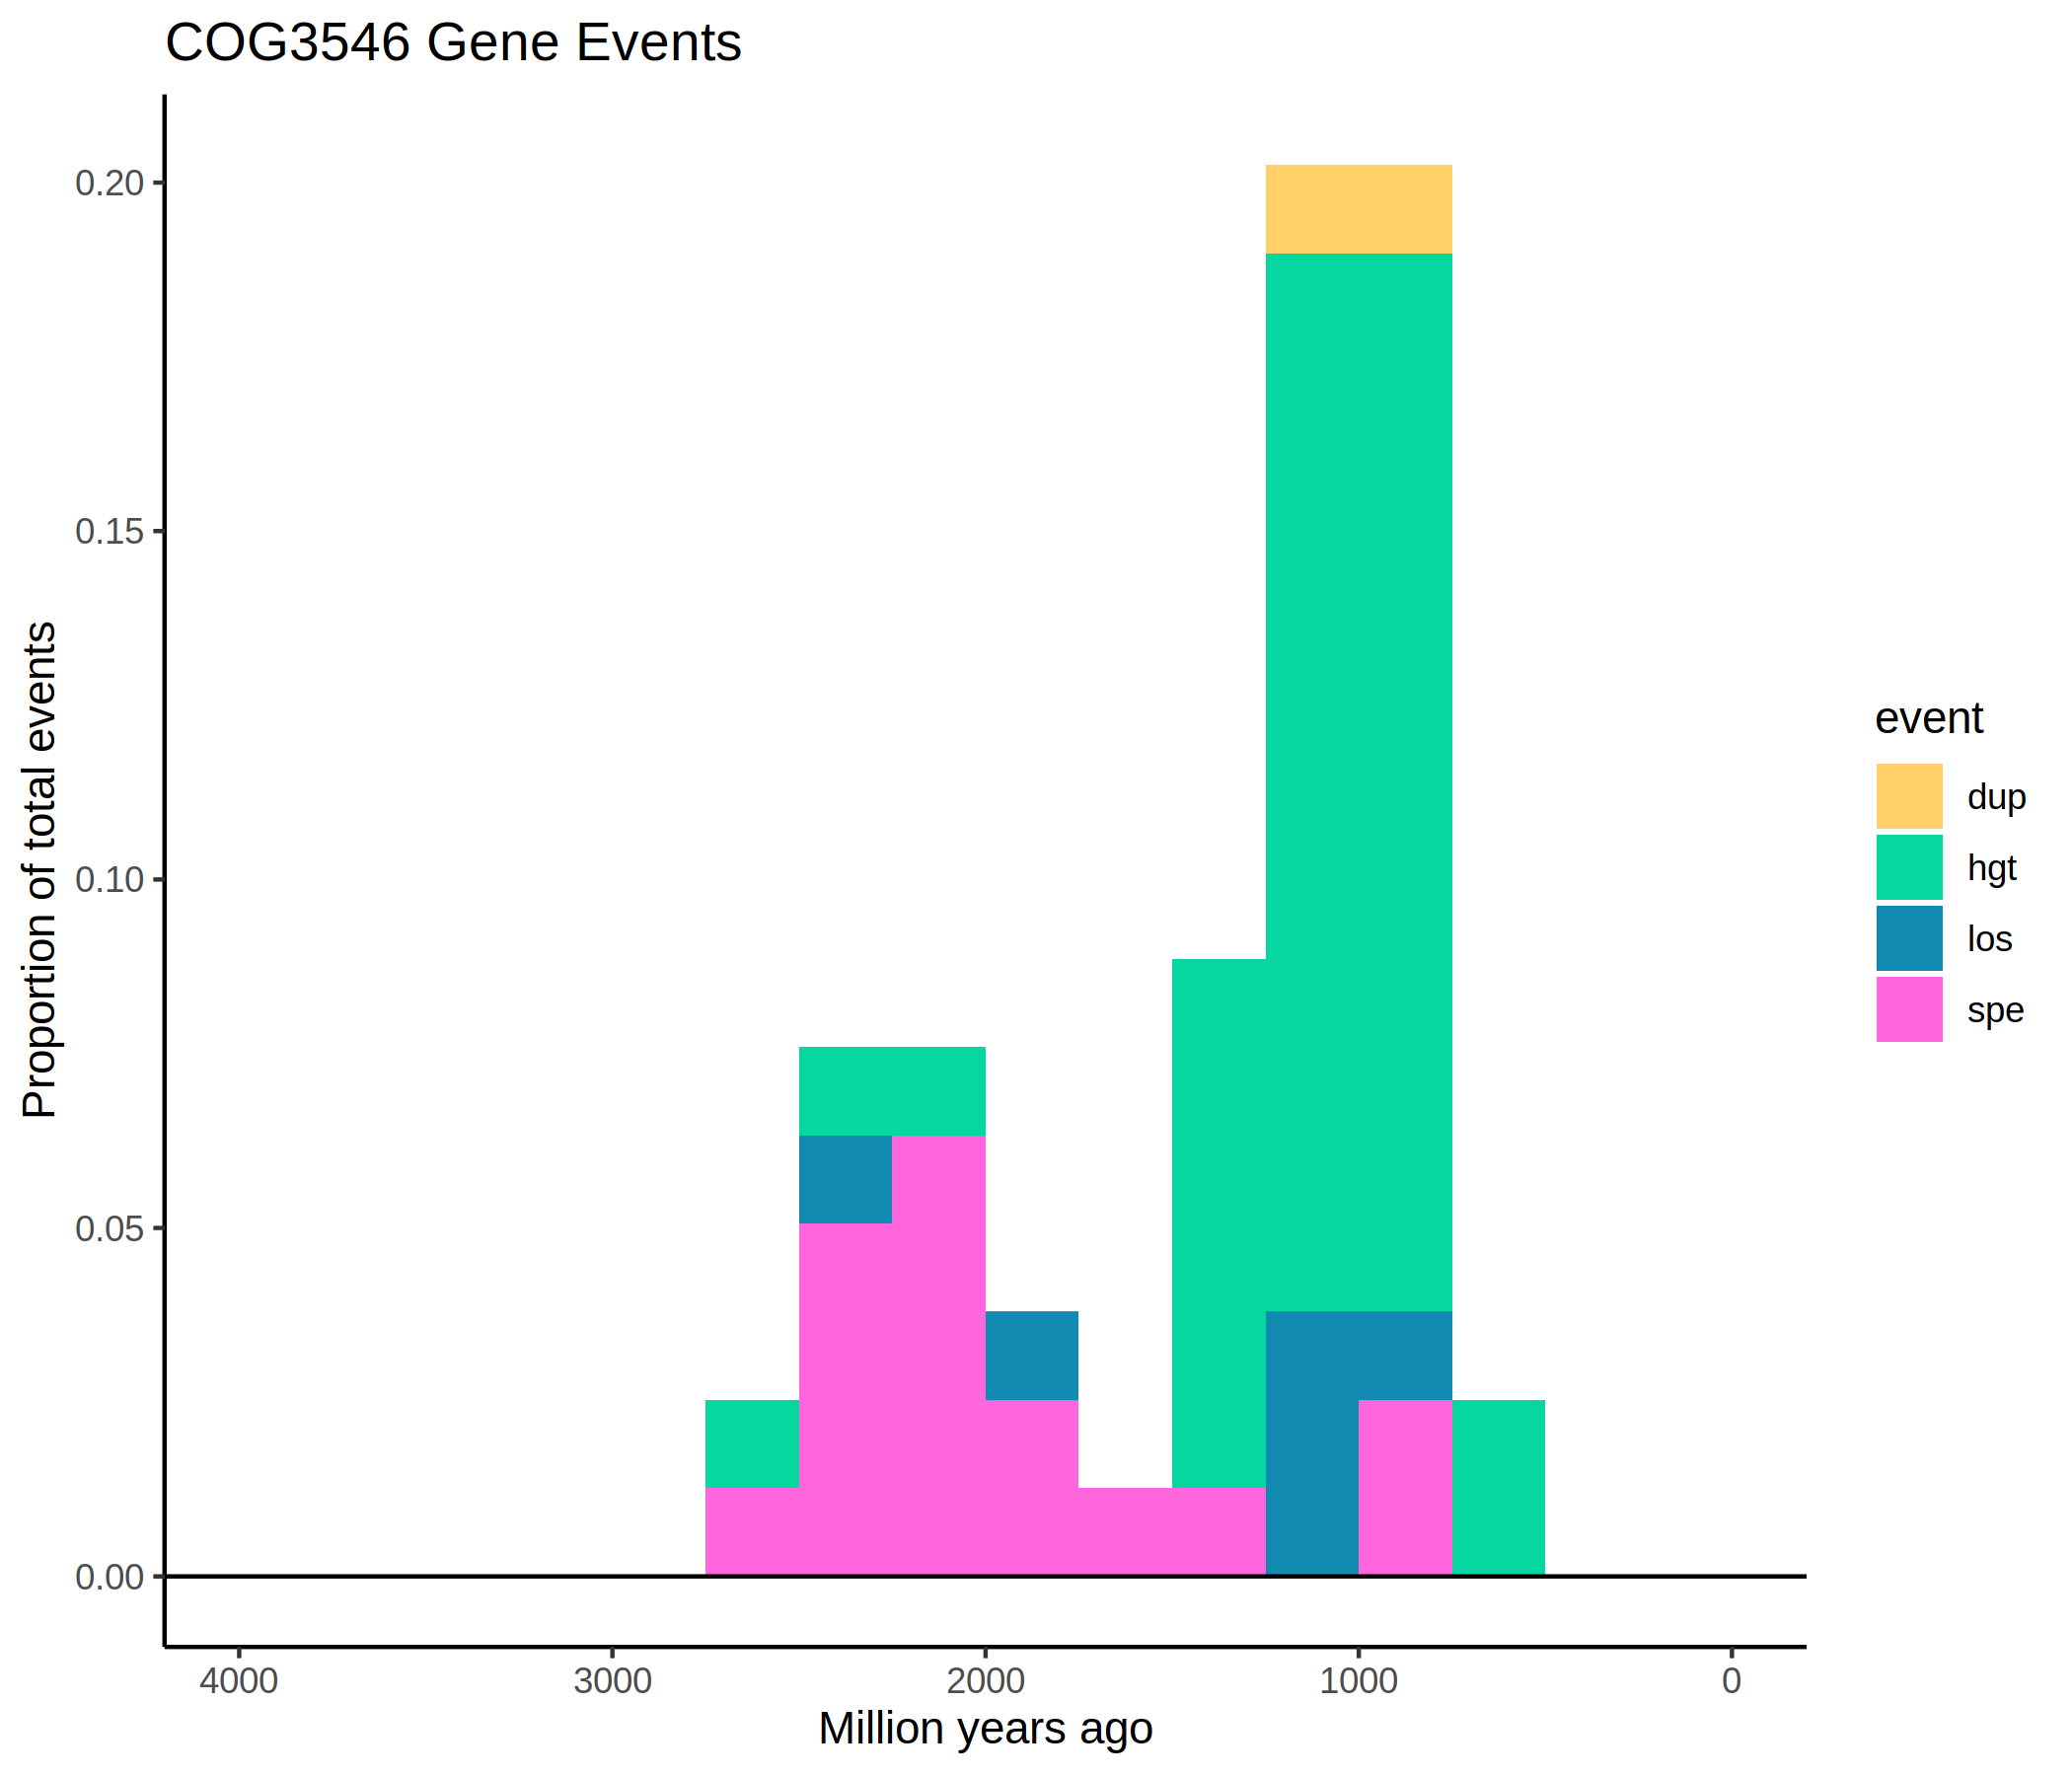 COG3546 Gene Events
Proportion of total events
0.20
0.15
0.10
0.05
0.00
4000 3000 2000 1000 0
Million years ago
event
dup
hgt
los
spe